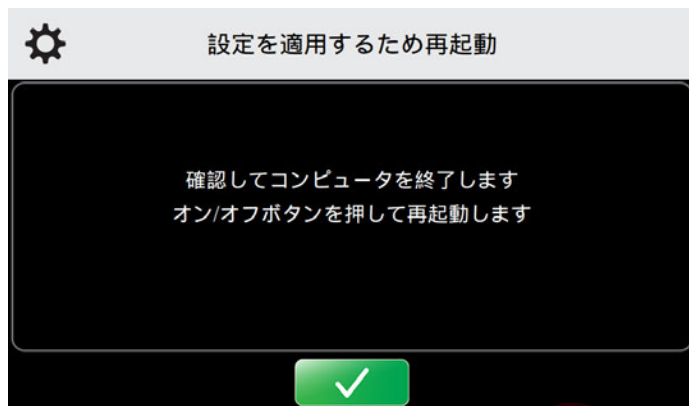 設定を適用するため再起動
確認してコンピュータを終了します
オン/オフボタンを押して再起動します